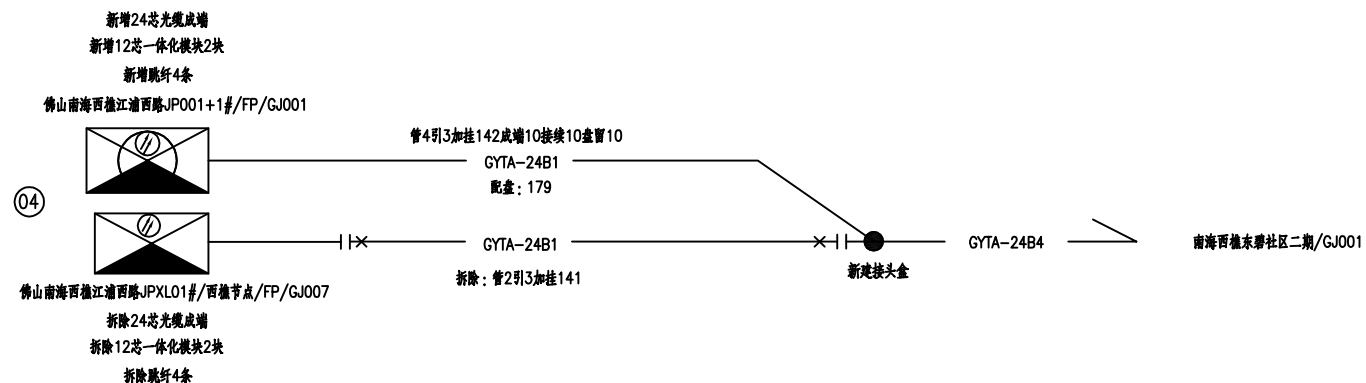 新增24芯光缆成端
新增12芯一体化模块2块
新增跳纤4条
佛山南海西樵江浦西路JP001+1#/FP/GJ001
管4引3加挂142成端10接续10盘留10
GYTA-24B1
配盘：179
04
GYTA-24B1
GYTA-24B4
南海西樵东碧社区二期/GJ001
新建接头盒
拆除：管2引3加挂141
佛山南海西樵江浦西路JPXL01#/西樵节点/FP/GJ007
拆除24芯光缆成端
拆除12芯一体化模块2块
拆除跳纤4条